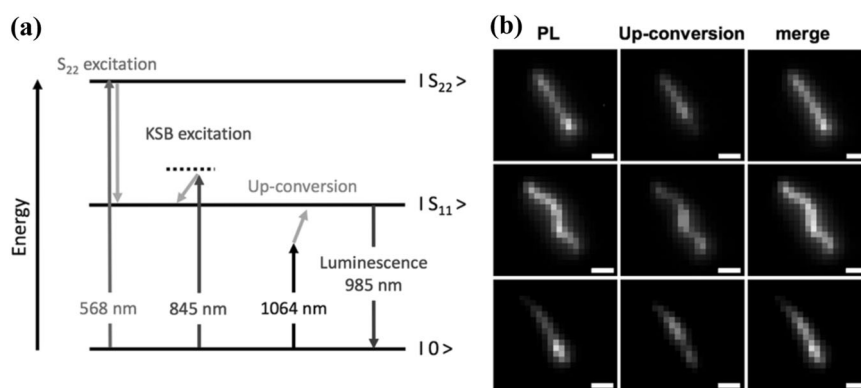 (a)
S₂₂ excitation
| S₂₂ >
KSB excitation
Up-conversion
| S₁₁ >
Energy
Luminescence
985 nm
568 nm
845 nm
1064 nm
| 0 >
(b)
PL
Up-conversion
merge